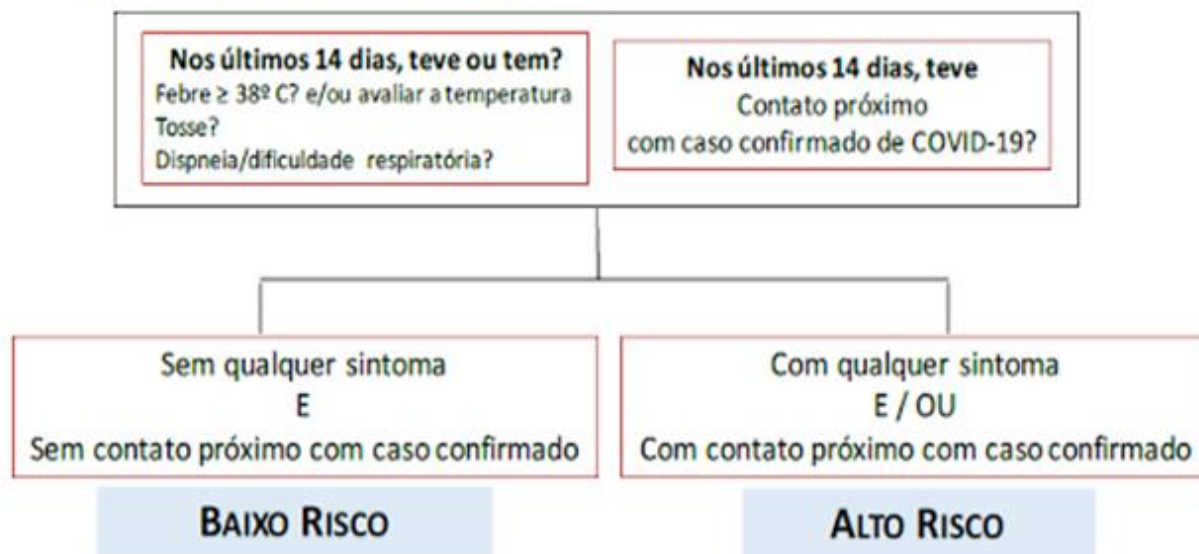 Nos últimos 14 dias, teve ou tem?
Febre ≥ 38º C? e/ou avaliar a temperatura
Tosse?
Dispneia/dificuldade respiratória?
Nos últimos 14 dias, teve
Contato próximo
com caso confirmado de COVID-19?
Sem qualquer sintoma
E
Sem contato próximo com caso confirmado
BAIXO RISCO
Com qualquer sintoma
E / OU
Com contato próximo com caso confirmado
ALTO RISCO